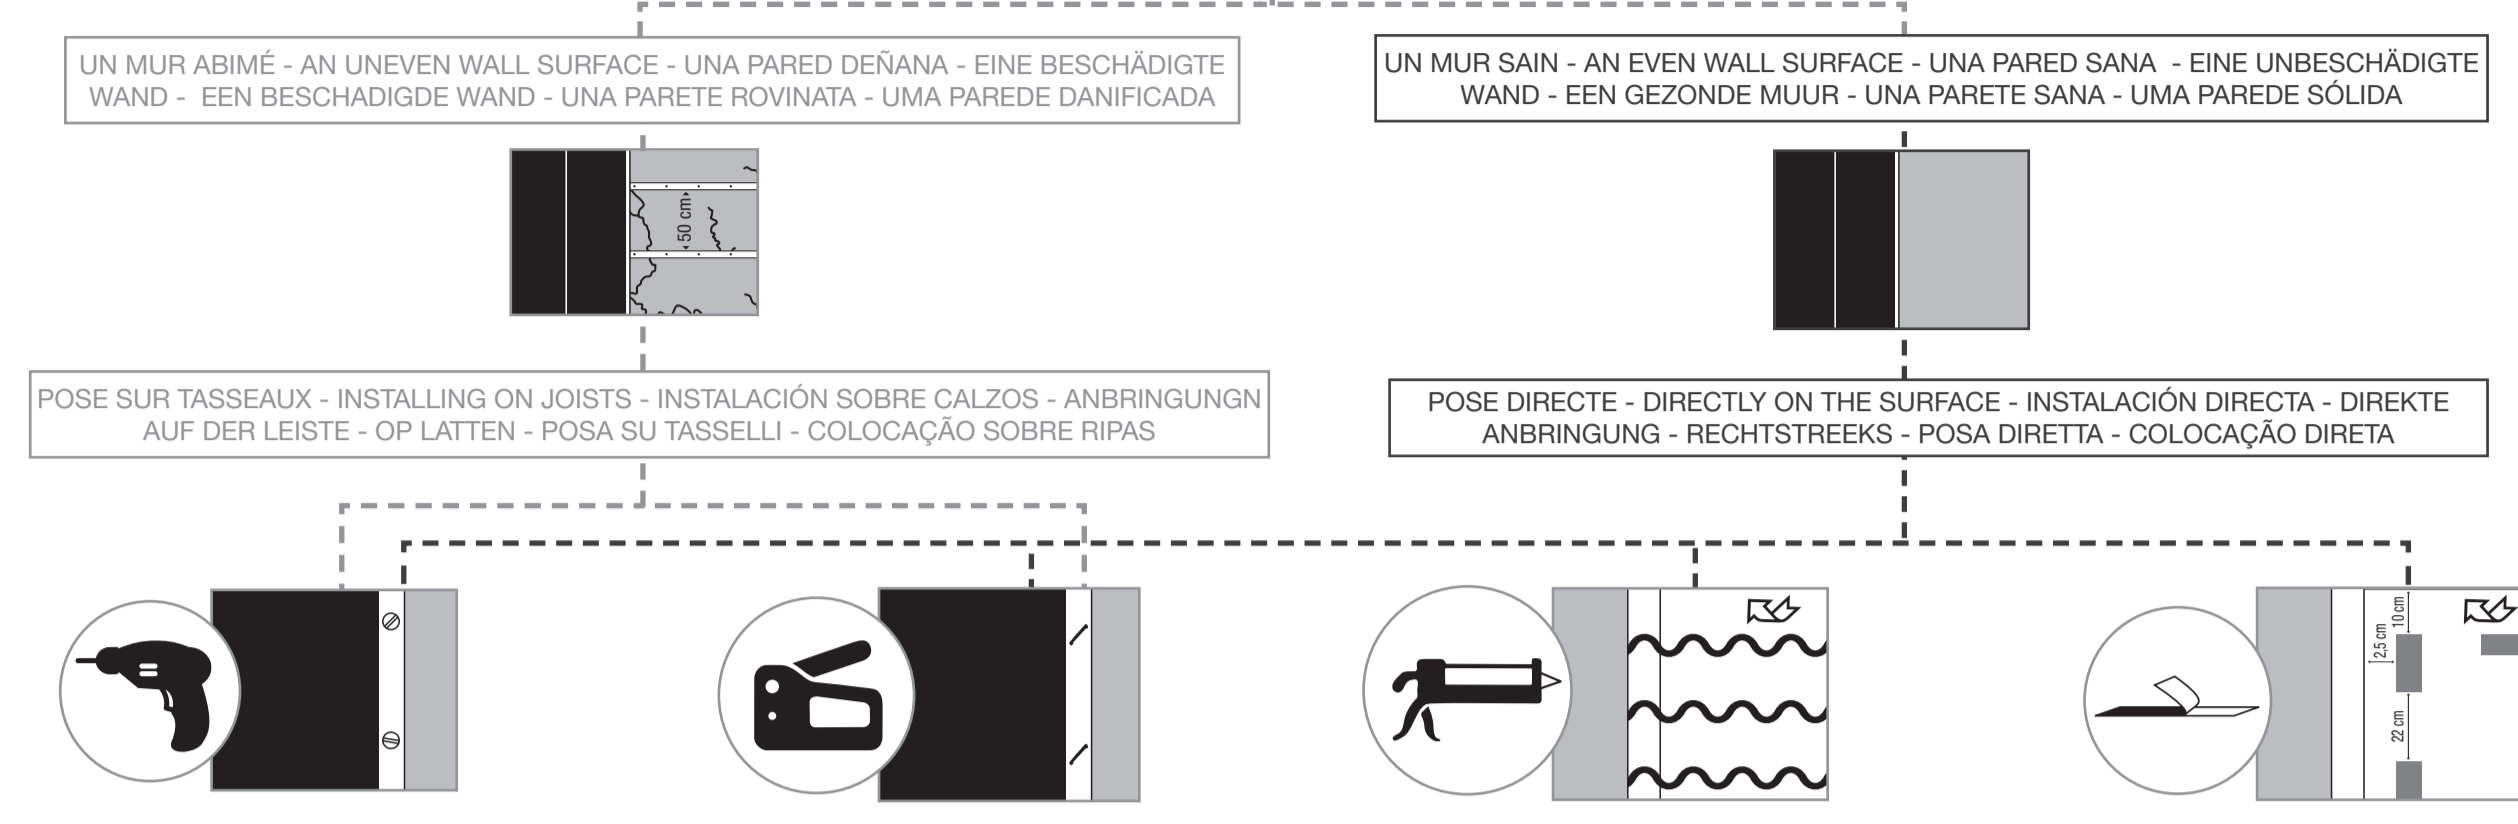 UN MUR ABIMÉ - AN UNEVEN WALL SURFACE - UNA PARED DEÑANA - EINE BESCHÄDIGTE
WAND - EEN BESCHADIGDE WAND - UNA PARETE ROVINATA - UMA PAREDE DANIFICADA
UN MUR SAIN - AN EVEN WALL SURFACE - UNA PARED SANA - EINE UNBESCHÄDIGTE
WAND - EEN GEZONDE MUUR - UNA PARETE SANA - UMA PAREDE SÓLIDA
50 cm
POSE SUR TASSEAUX - INSTALLING ON JOISTS - INSTALACIÓN SOBRE CALZOS - ANBRINGUNGN
AUF DER LEISTE - OP LATTEN - POSA SU TASSELLI - COLOCAÇÃO SOBRE RIPAS
POSE DIRECTE - DIRECTLY ON THE SURFACE - INSTALACIÓN DIRECTA - DIREKTE
ANBRINGUNG - RECHTSTREEKS - POSA DIRETTA - COLOCAÇÃO DIRETA
10 cm
2,5 cm
22 cm